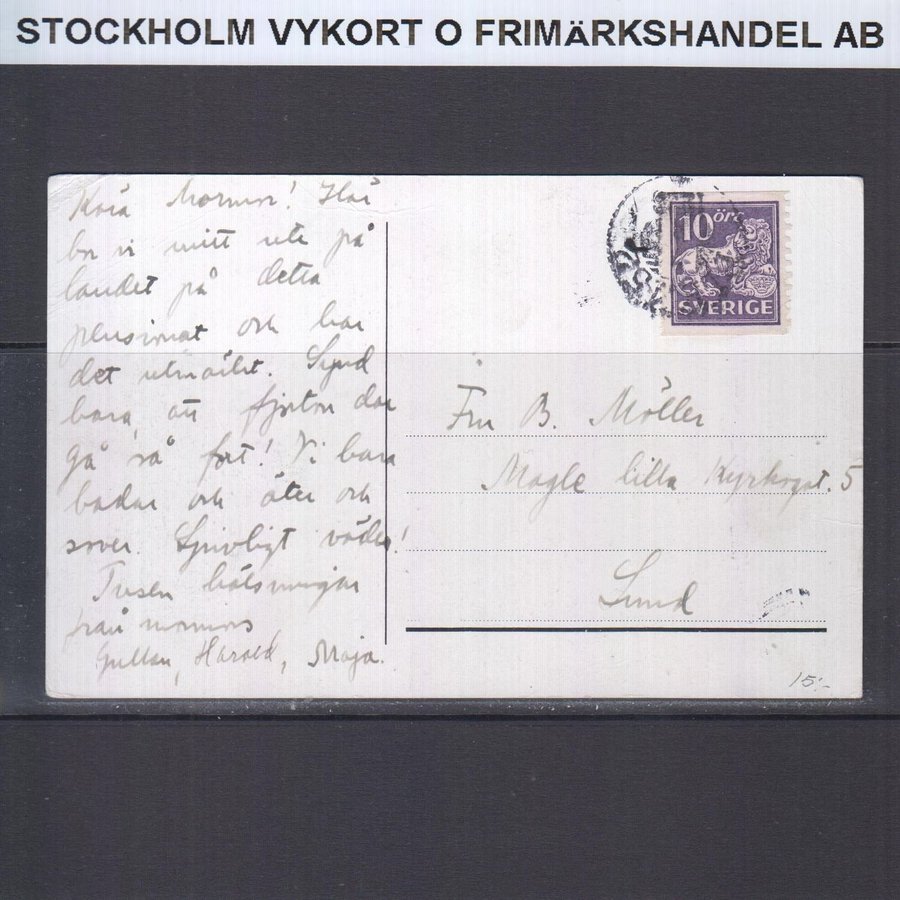 STOCKHOLM VYKORT O FRIMÄRKSHANDEL AB
Kära Mormor! Här
bo vi mitt ute på
landet på detta
pensionat och har
det utmärkt. Synd
bara, att fjorton dar
gå så fort! Vi bara
badar och äter och
sover. Ljuvligt väder!
Tusen hälsningar
från mormors
Gullan, Harald, Maja.
10 öre
SVERIGE
Fru B. Möller
Magle lilla Kyrkogat. 5
Lund
15:-